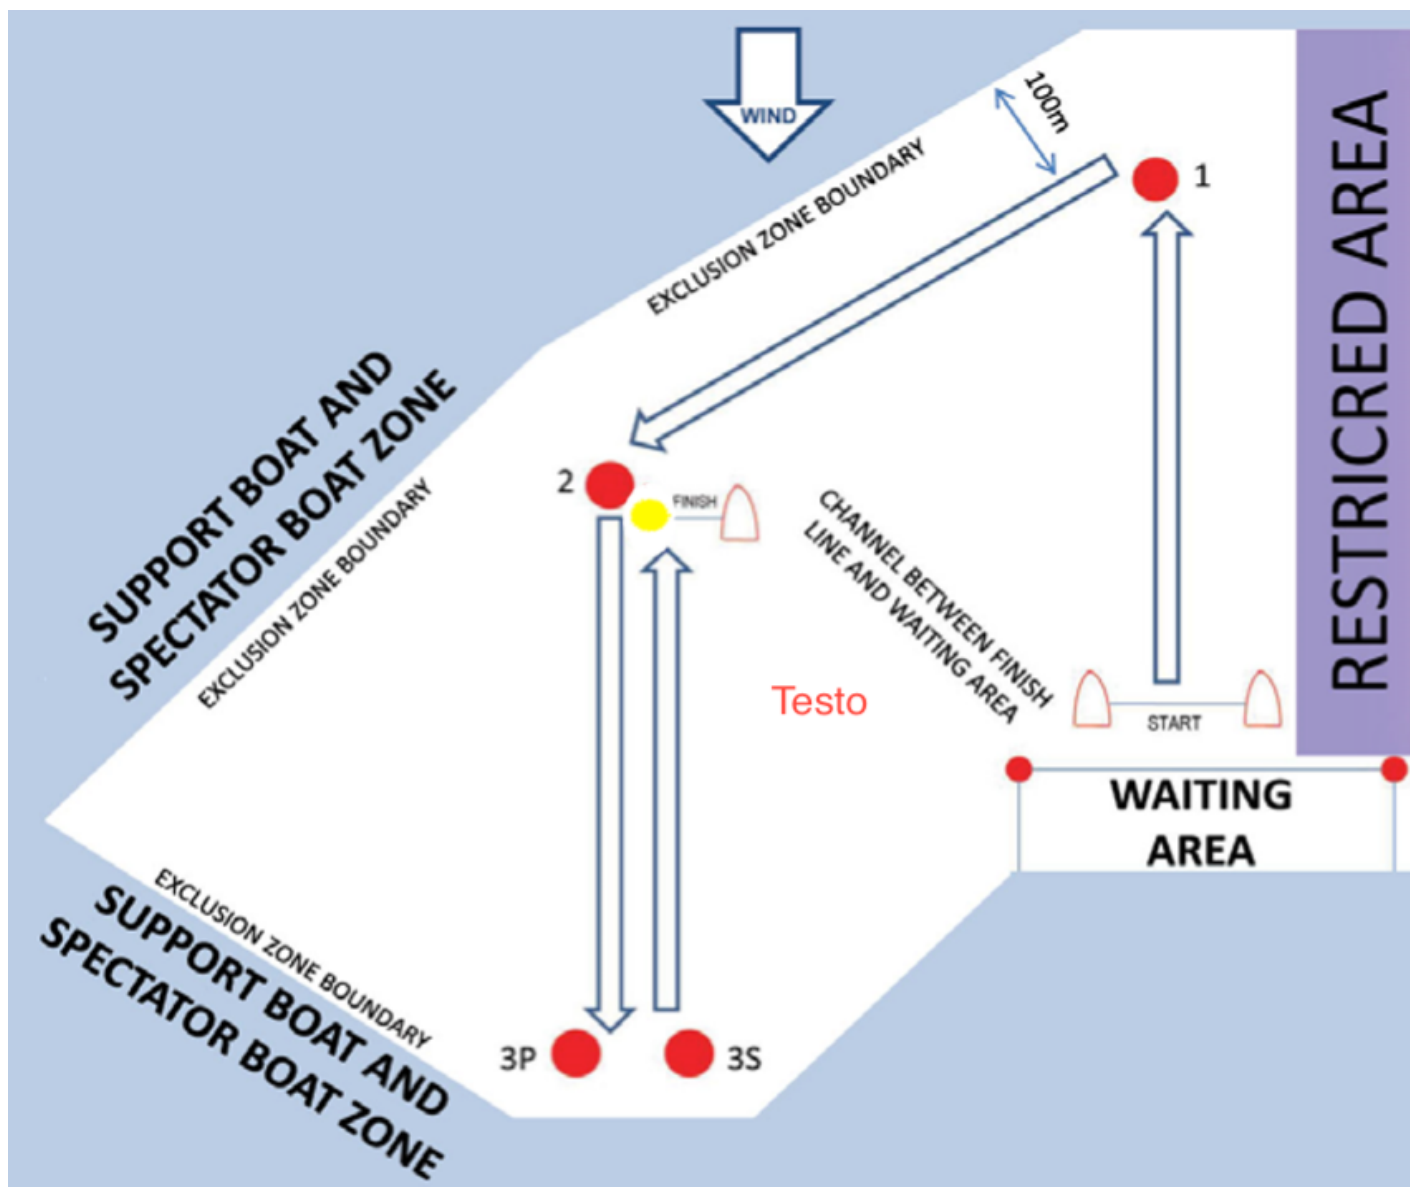 WIND
100m
1
EXCLUSION ZONE BOUNDARY
RESTRICRED AREA
SUPPORT BOAT AND
SPECTATOR BOAT ZONE
EXCLUSION ZONE BOUNDARY
2
FINISH
CHANNEL BETWEEN FINISH
LINE AND WAITING AREA
Testo
START
WAITING
AREA
EXCLUSION ZONE BOUNDARY
SUPPORT BOAT AND
SPECTATOR BOAT ZONE
3P
3S